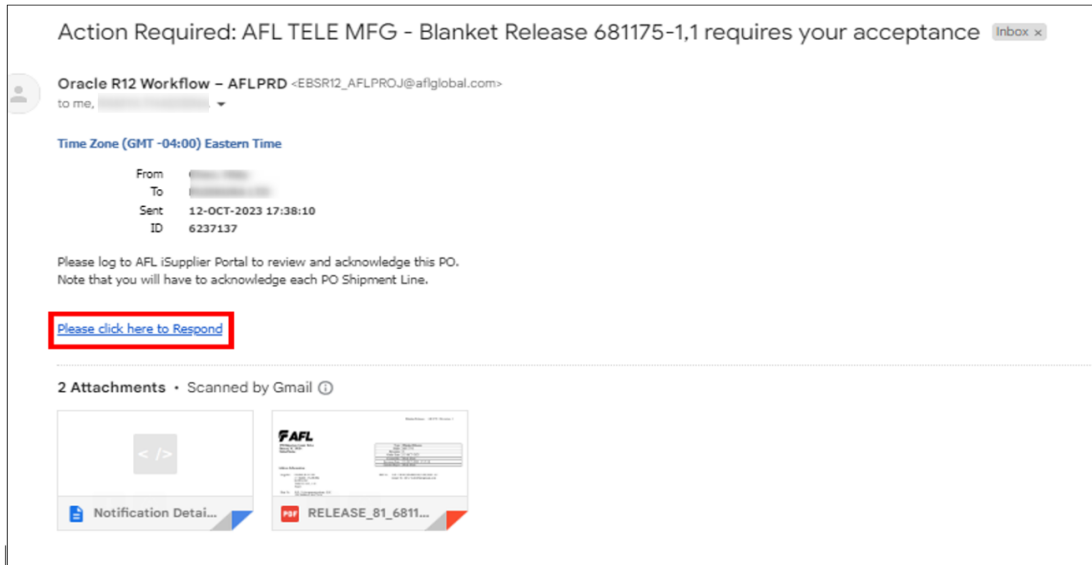 Action Required: AFL TELE MFG - Blanket Release 681175-1,1 requires your acceptance Inbox ×
Oracle R12 Workflow – AFLPRD <EBSR12_AFLPROJ@aflglobal.com>
to me,
Time Zone (GMT -04:00) Eastern Time
From
To
Sent 12-OCT-2023 17:38:10
ID 6237137
Please log to AFL iSupplier Portal to review and acknowledge this PO.
Note that you will have to acknowledge each PO Shipment Line.
Please click here to Respond
2 Attachments • Scanned by Gmail
</>
AFL
Notification Detai...
PDF RELEASE_81_6811...